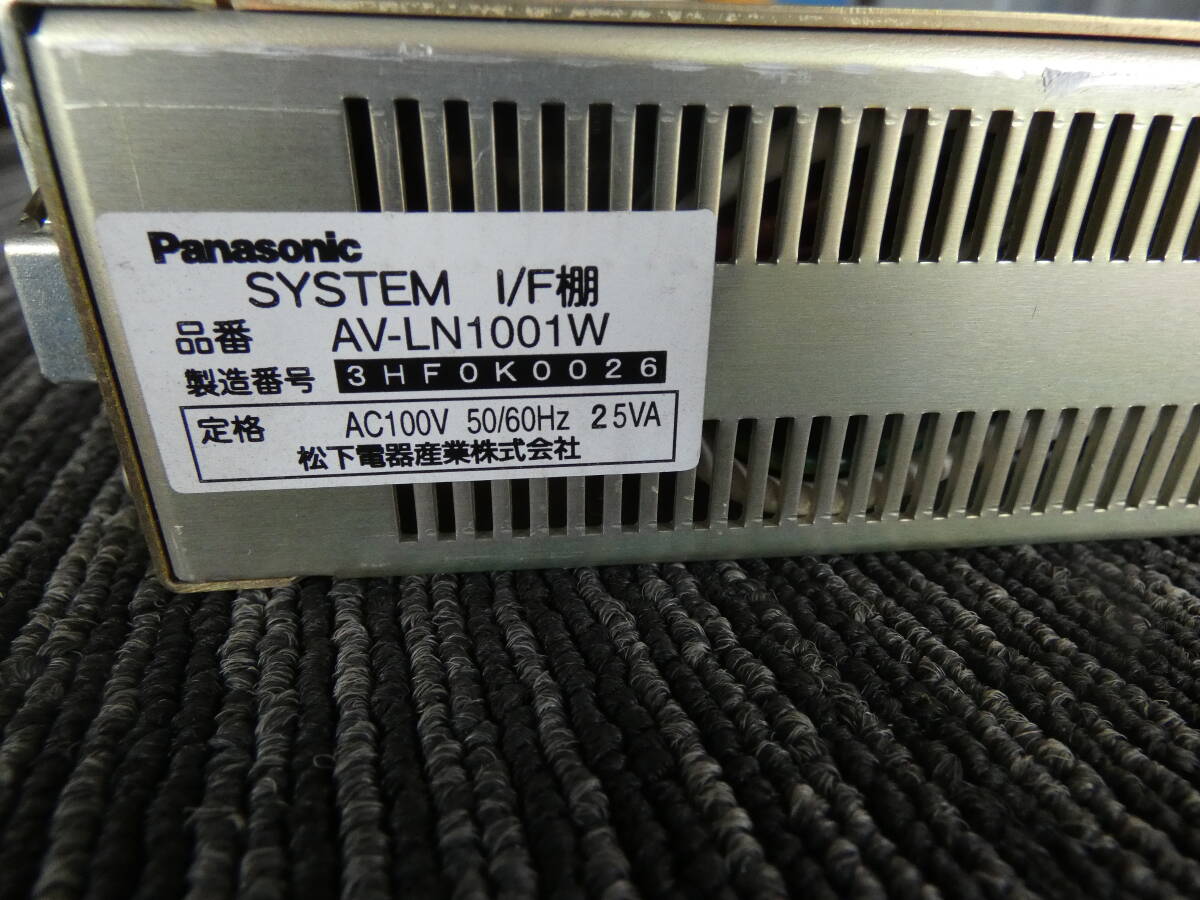 Panasonic
SYSTEM I/F棚
品番 AV-LN1001W
製造番号 3HF0K0026
定格 AC100V 50/60Hz 25VA
松下電器産業株式会社